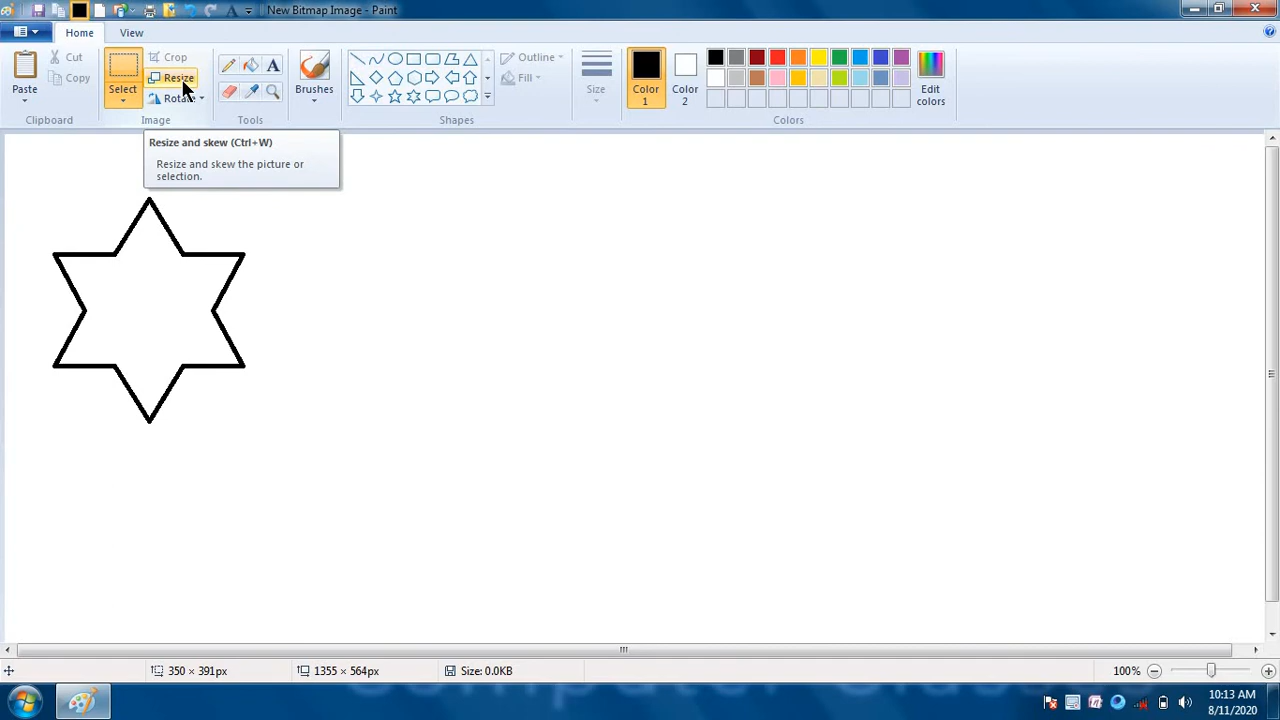 New Bitmap Image - Paint
Home
View
Paste
Cut
Copy
Clipboard
Select
Crop
Resize
Rotate
Image
Tools
Brushes
Shapes
Outline
Fill
Size
Color 1
Color 2
Edit colors
Colors
Resize and skew (Ctrl+W)
Resize and skew the picture or
selection.
350 × 391px
1355 × 564px
Size: 0.0KB
100%
10:13 AM
8/11/2020